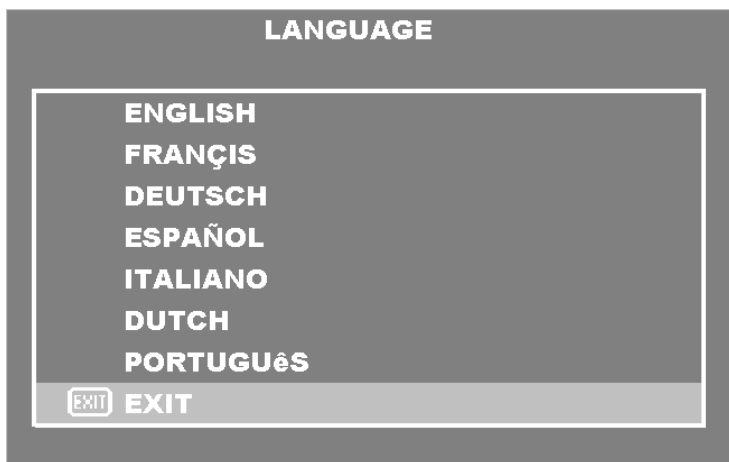 LANGUAGE
ENGLISH
FRANÇIS
DEUTSCH
ESPAÑOL
ITALIANO
DUTCH
PORTUGUêS
EXIT EXIT